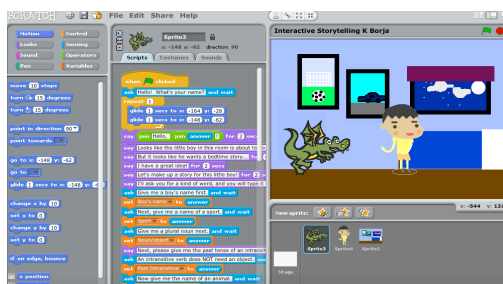 SCRATCH File Edit Share Help
Motion Control
Looks Sensing
Sound Operators
Pen Variables
move 10 steps
turn 15 degrees
turn 15 degrees
point in direction 90
point towards
go to x: -148 y: -62
go to
glide 1 secs to x: -148 y: -6
change x by 10
set x to 0
change y by 10
set y to 0
if on edge, bounce
x position
Sprite3
x: -148 y: -62 direction: 90
Scripts Costumes Sounds
when clicked
ask Hello! What's your name? and wait
repeat 1
glide 1 secs to x: -164 y: -28
glide 1 secs to x: -148 y: -62
say join Hello, join answer ! for 2 secs
say Looks like the little boy in this room is about to
say But it looks like he wants a bedtime story...
say I have a great idea! for 2 secs
say Let's make up a story for this little boy! for
say I'll ask you for a kind of word, and you will type it
ask Give me a boy's name first. and wait
set Boy's name to answer
ask Next, give me a name of a sport. and wait
set Sport to answer
ask Give me a plural noun next. and wait
set Noun/object to answer
say Next, please give me the past tense of an intransit
ask An intransitive verb does NOT need an object.
set Past Intransitive to answer
ask Now give me the name of an animal. and wait
Interactive Storytelling K Borja
x: -544 y: 131
New sprite:
Sprite3 Sprite4 Sprite1
Stage